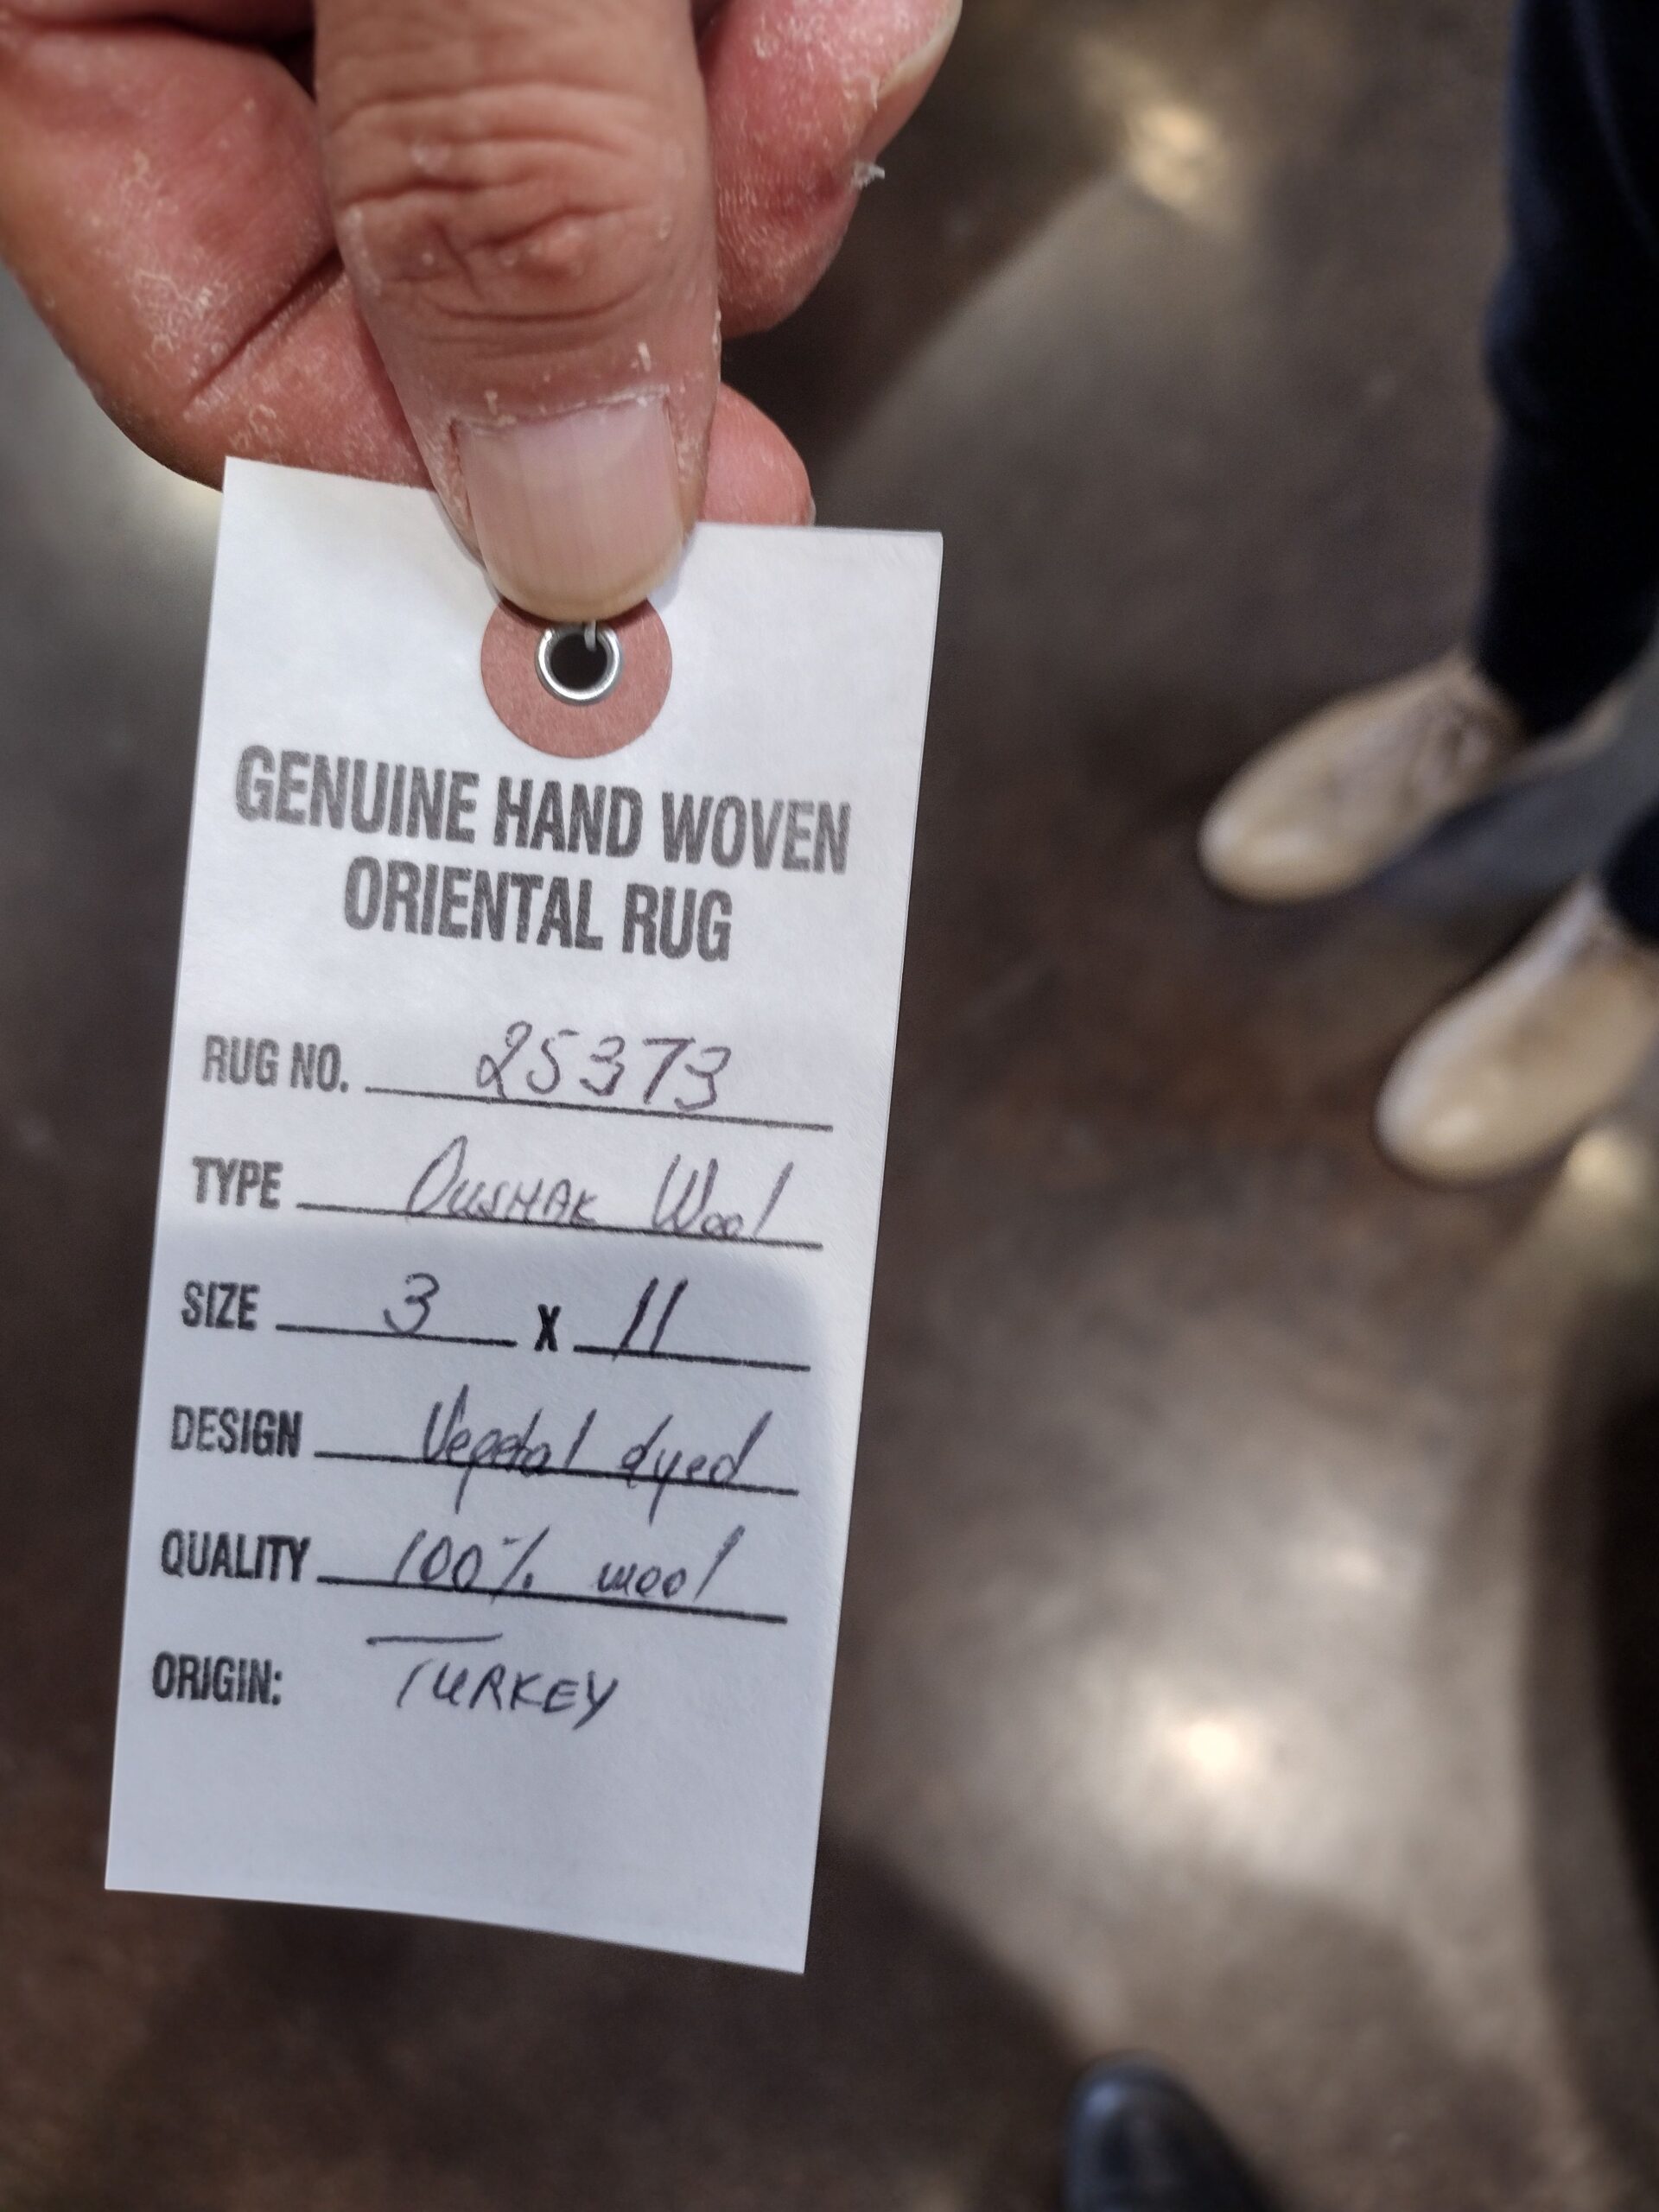 GENUINE HAND WOVEN
ORIENTAL RUG
RUG NO. 25373
TYPE Oushak Wool
SIZE 3 X 11
DESIGN Vegetal dyed
QUALITY 100% wool
ORIGIN: TURKEY